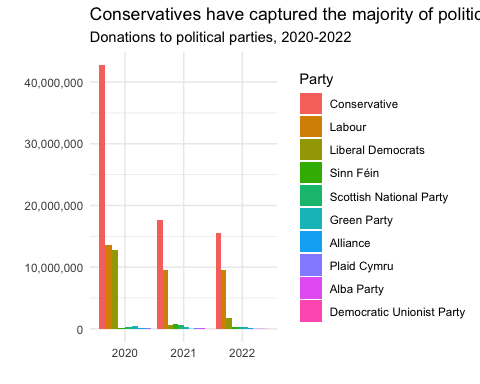 Conservatives have captured the majority of politic
Donations to political parties, 2020-2022
40,000,000
30,000,000
20,000,000
10,000,000
0
2020
2021
2022
Party
Conservative
Labour
Liberal Democrats
Sinn Féin
Scottish National Party
Green Party
Alliance
Plaid Cymru
Alba Party
Democratic Unionist Party